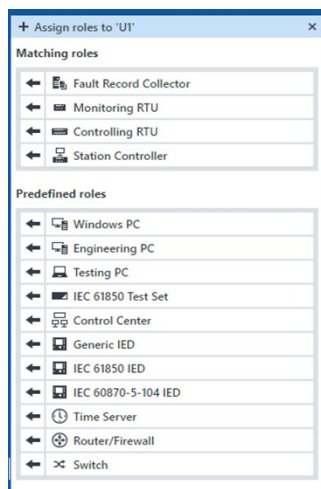 Assign roles to 'U1'
Matching roles
Fault Record Collector
Monitoring RTU
Controlling RTU
Station Controller
Predefined roles
Windows PC
Engineering PC
Testing PC
IEC 61850 Test Set
Control Center
Generic IED
IEC 61850 IED
IEC 60870-5-104 IED
Time Server
Router/Firewall
Switch